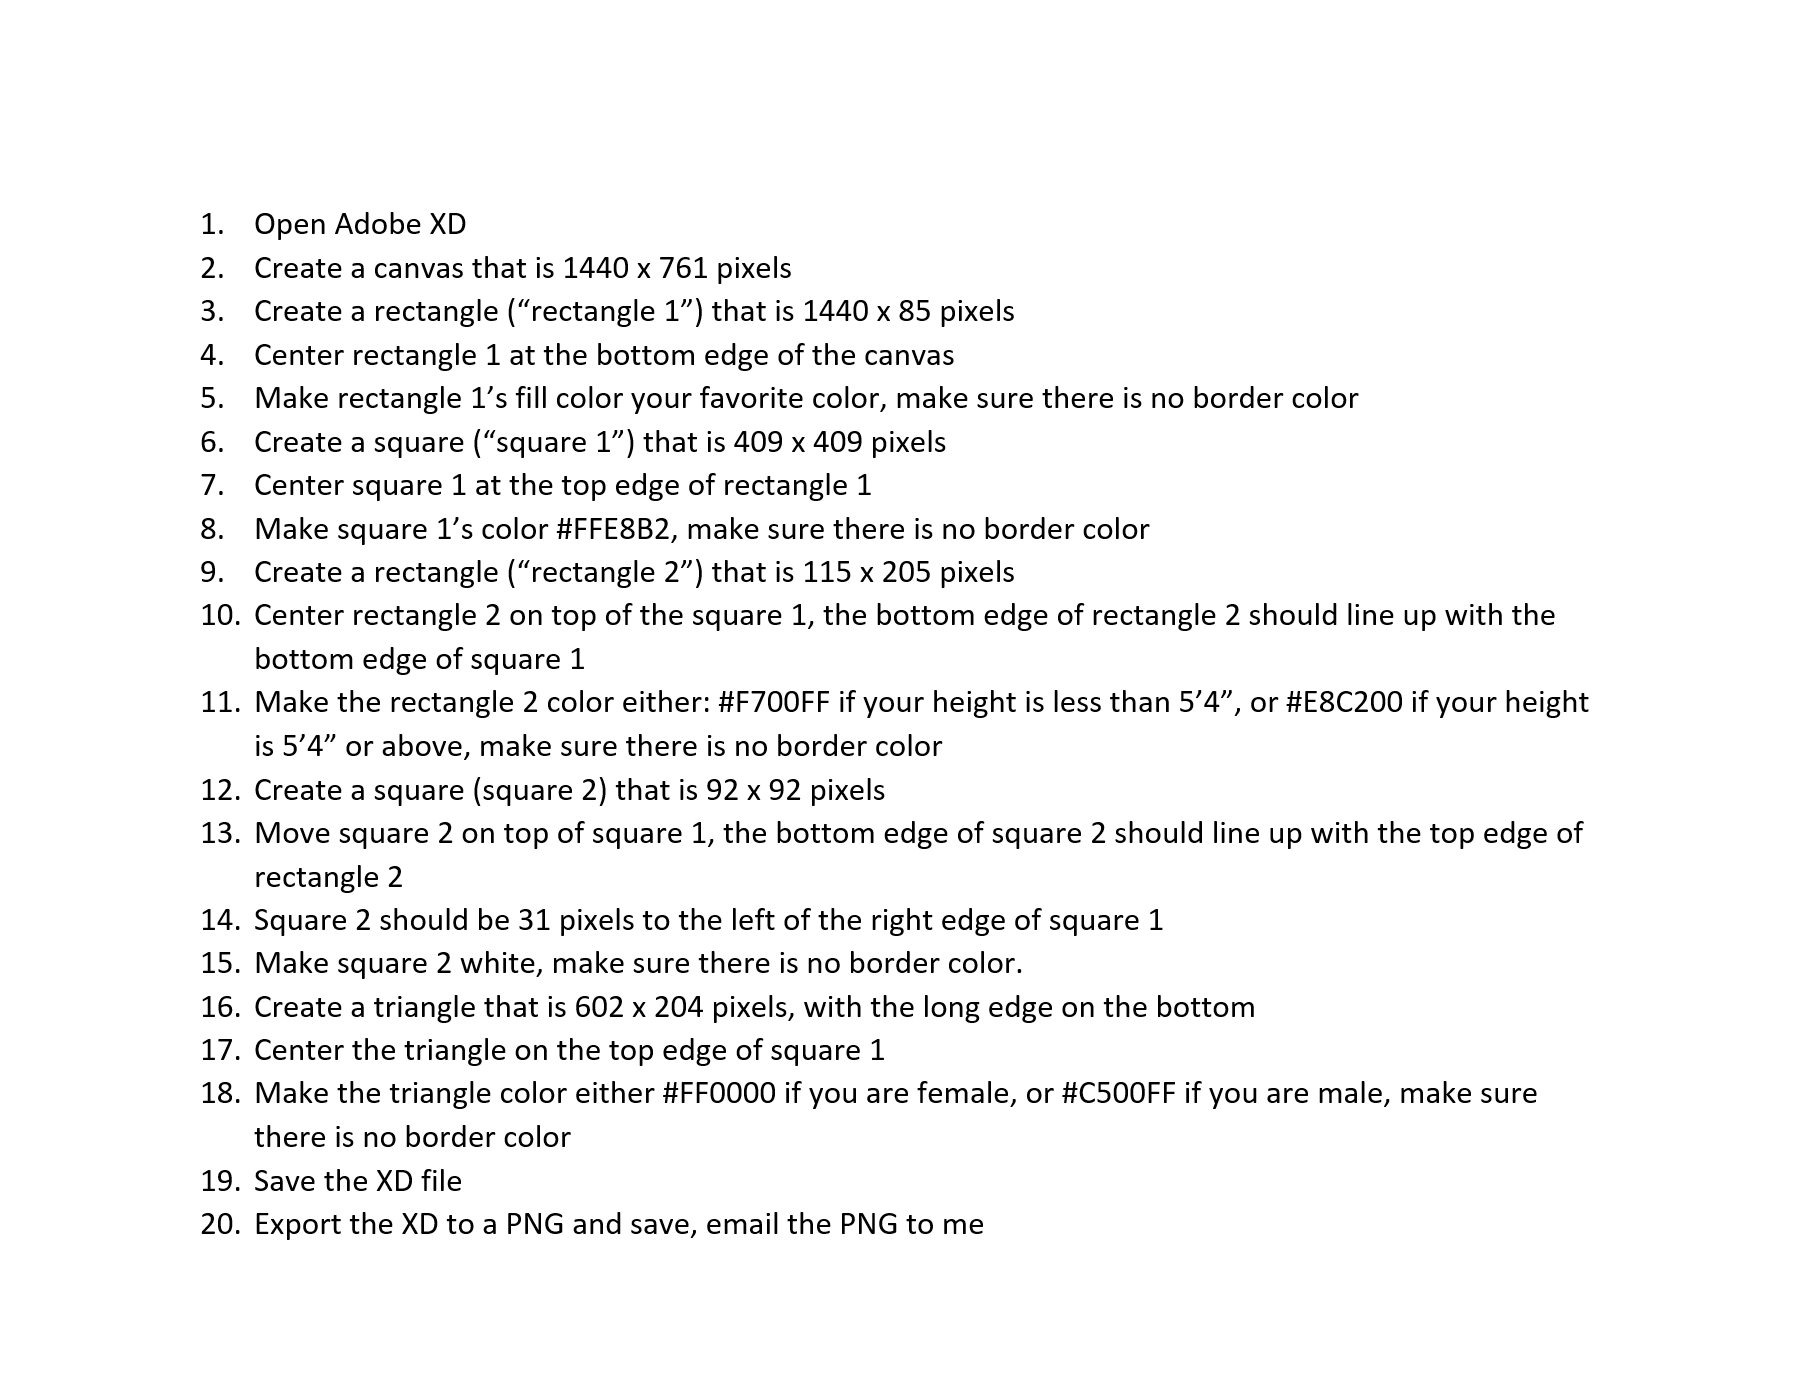 1. Open Adobe XD
2. Create a canvas that is 1440 x 761 pixels
3. Create a rectangle (“rectangle 1”) that is 1440 x 85 pixels
4. Center rectangle 1 at the bottom edge of the canvas
5. Make rectangle 1’s fill color your favorite color, make sure there is no border color
6. Create a square (“square 1”) that is 409 x 409 pixels
7. Center square 1 at the top edge of rectangle 1
8. Make square 1’s color #FFE8B2, make sure there is no border color
9. Create a rectangle (“rectangle 2”) that is 115 x 205 pixels
10. Center rectangle 2 on top of the square 1, the bottom edge of rectangle 2 should line up with the
bottom edge of square 1
11. Make the rectangle 2 color either: #F700FF if your height is less than 5’4”, or #E8C200 if your height
is 5’4” or above, make sure there is no border color
12. Create a square (square 2) that is 92 x 92 pixels
13. Move square 2 on top of square 1, the bottom edge of square 2 should line up with the top edge of
rectangle 2
14. Square 2 should be 31 pixels to the left of the right edge of square 1
15. Make square 2 white, make sure there is no border color.
16. Create a triangle that is 602 x 204 pixels, with the long edge on the bottom
17. Center the triangle on the top edge of square 1
18. Make the triangle color either #FF0000 if you are female, or #C500FF if you are male, make sure
there is no border color
19. Save the XD file
20. Export the XD to a PNG and save, email the PNG to me